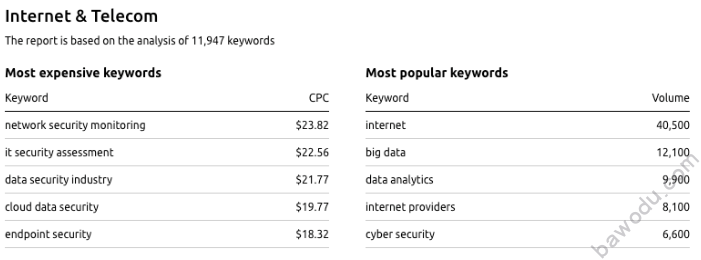 Internet & Telecom
The report is based on the analysis of 11,947 keywords
Most expensive keywords
Keyword CPC
network security monitoring $23.82
it security assessment $22.56
data security industry $21.77
cloud data security $19.77
endpoint security $18.32
Most popular keywords
Keyword Volume
internet 40,500
big data 12,100
data analytics 9,900
internet providers 8,100
cyber security 6,600
bawodu.com